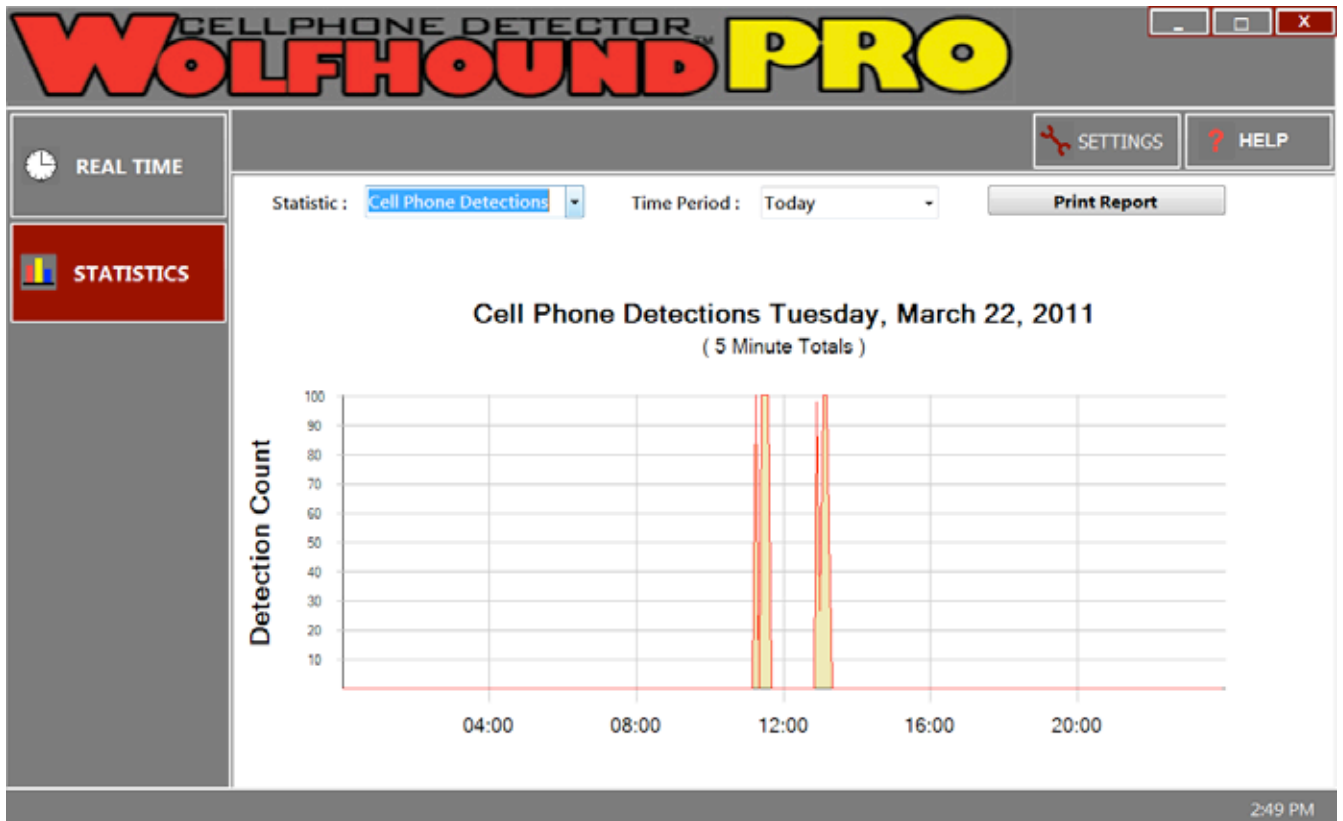 CELLPHONE DETECTOR
WOLFHOUND™ PRO
X
REAL TIME
STATISTICS
SETTINGS
? HELP
Statistic : Cell Phone Detections Time Period : Today Print Report
Cell Phone Detections Tuesday, March 22, 2011
( 5 Minute Totals )
Detection Count
100
90
80
70
60
50
40
30
20
10
04:00 08:00 12:00 16:00 20:00
2:49 PM